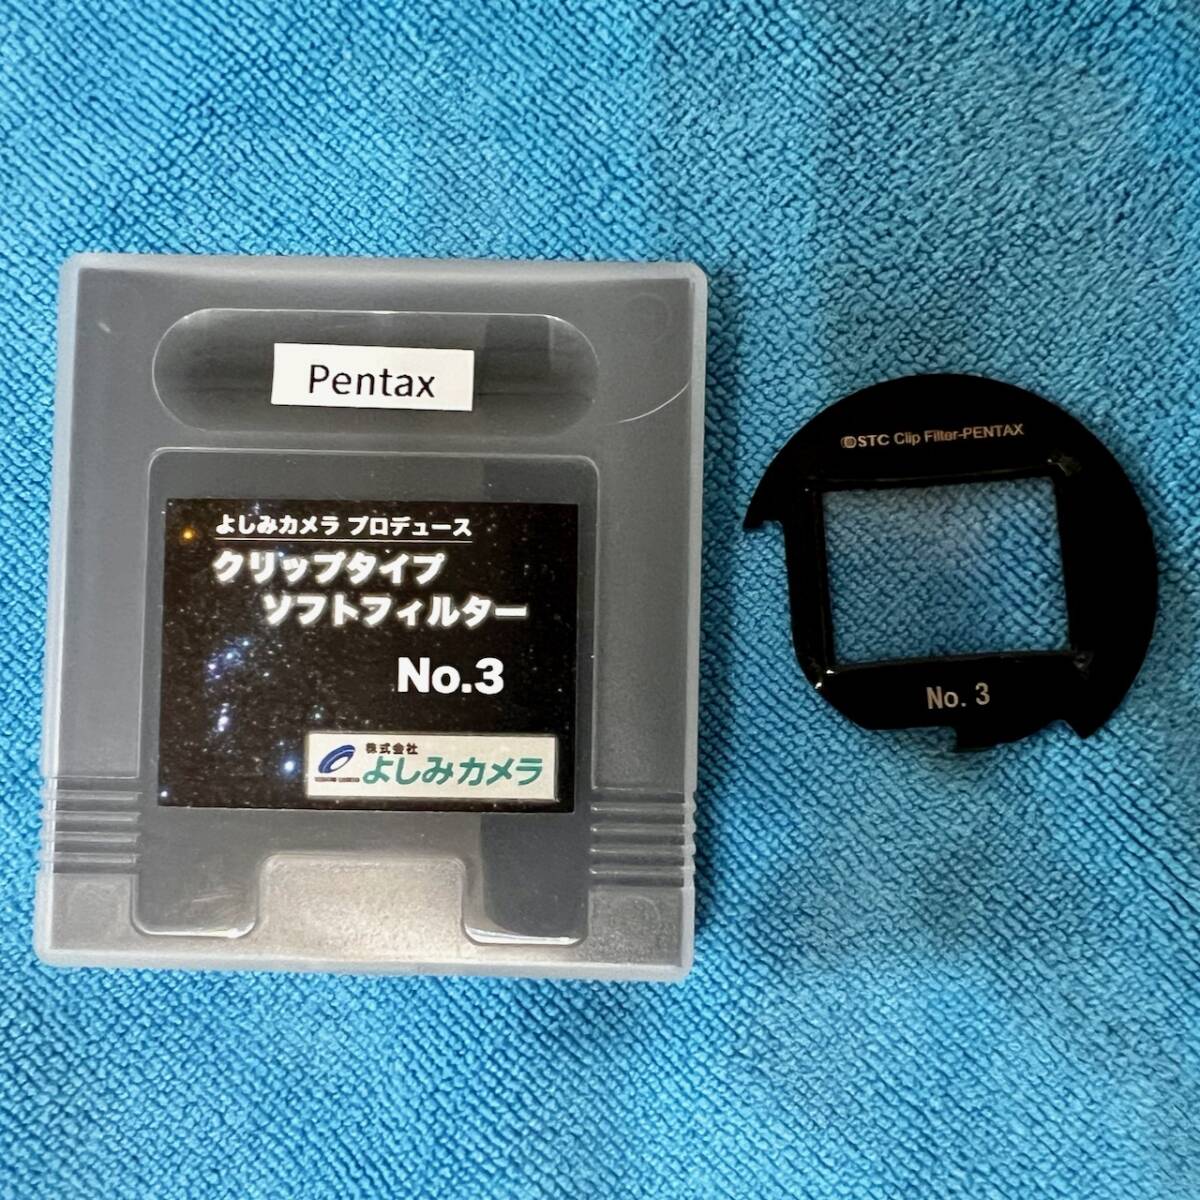 Pentax
よしみカメラ プロデュース
クリップタイプ
ソフトフィルター
No.3
株式会社
よしみカメラ
STC Clip Filter-PENTAX
No. 3